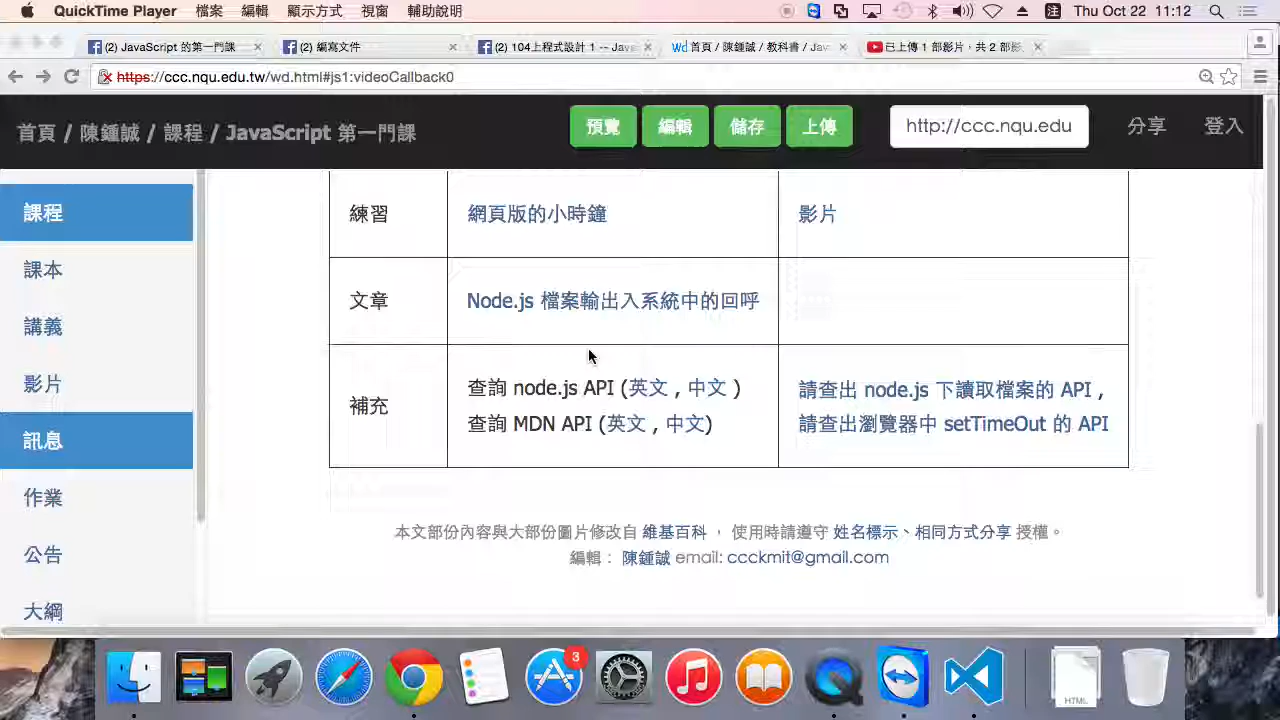 QuickTime Player 檔案 編輯 顯示方式 視窗 輔助說明 注 Thu Oct 22 11:12
(2) JavaScript 的第一門課
(2) 編寫文件
(2) 104上程式設計 1 -- Java
Wd 首頁 / 陳鍾誠 / 教科書 / Jav
已上傳 1 部影片，共 2 部影
https://ccc.nqu.edu.tw/wd.html#js1:videoCallback0
首頁 / 陳鍾誠 / 課程 / JavaScript 第一門課
預覽 編輯 儲存 上傳
http://ccc.nqu.edu
分享 登入
課程
課本
講義
影片
訊息
作業
公告
大綱
練習 網頁版的小時鐘 影片
文章 Node.js 檔案輸出入系統中的回呼
補充
查詢 node.js API (英文 , 中文 )
查詢 MDN API (英文 , 中文)
請查出 node.js 下讀取檔案的 API ,
請查出瀏覽器中 setTimeOut 的 API
本文部份內容與大部份圖片修改自 維基百科 ， 使用時請遵守 姓名標示、相同方式分享 授權。
編輯： 陳鍾誠 email: ccckmit@gmail.com
3
HTML